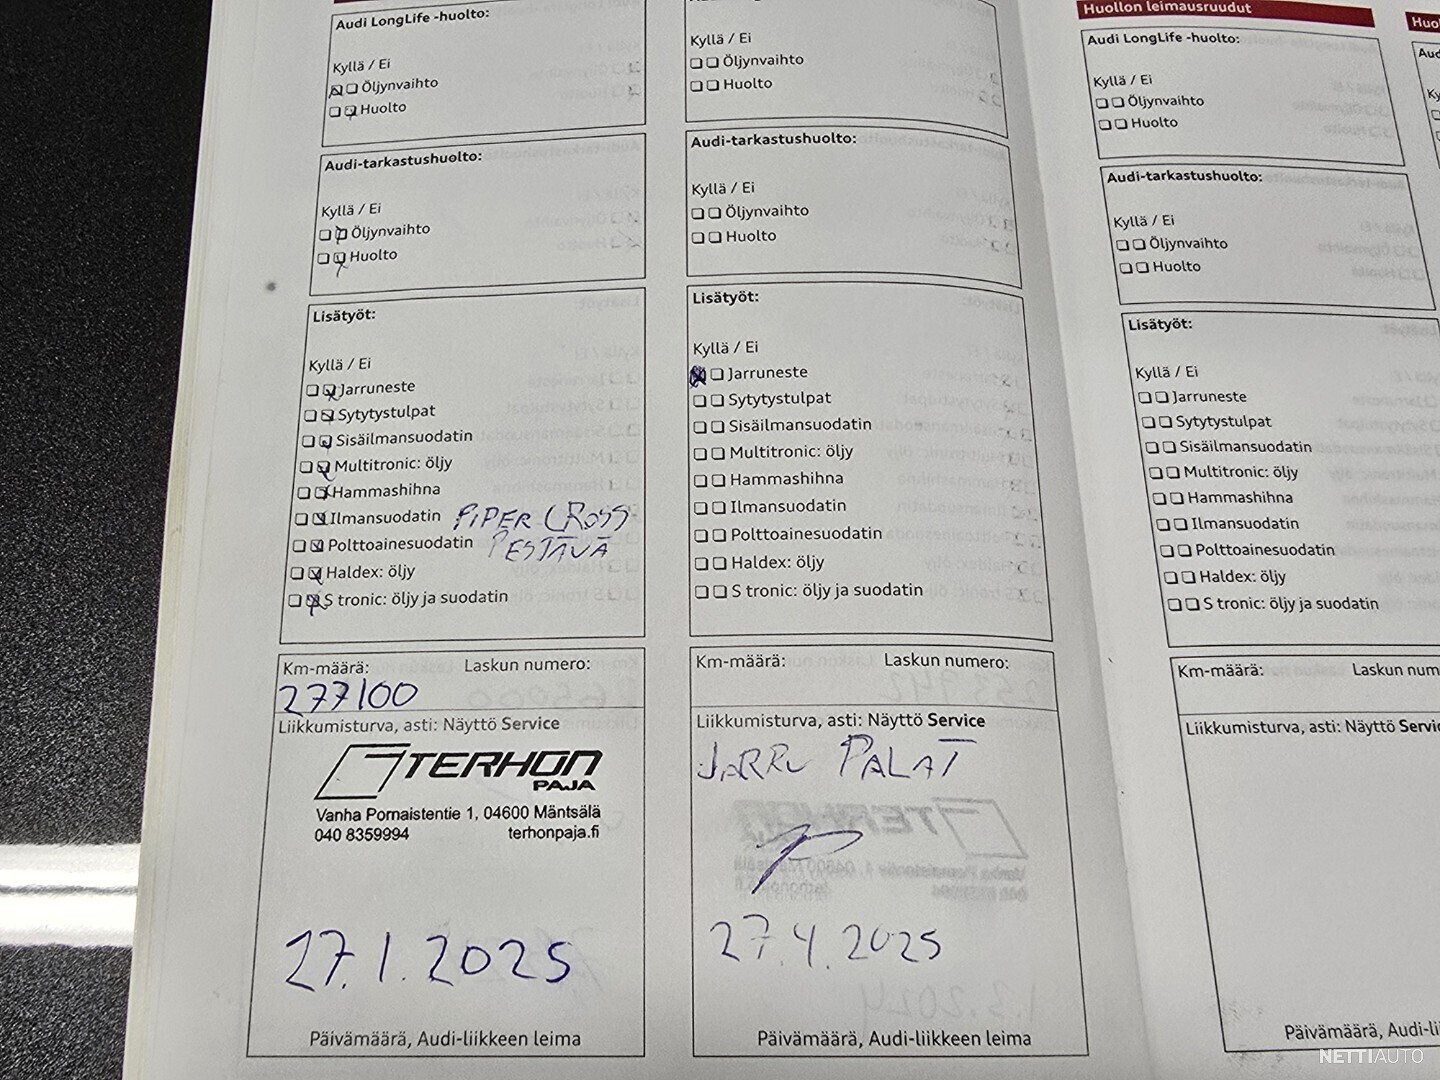 Audi LongLife -huolto:
Kyllä / Ei
Öljynvaihto
Huolto
Audi-tarkastushuolto:
Kyllä / Ei
Öljynvaihto
Huolto
Lisätyöt:
Kyllä / Ei
Jarruneste
Sytytystulpat
Sisäilmansuodatin
Multitronic: öljy
Hammashihna
Ilmansuodatin PIPER CROSS
Polttoainesuodatin PESTÄVÄ
Haldex: öljy
S tronic: öljy ja suodatin
Km-määrä: Laskun numero:
277100
Liikkumisturva, asti: Näyttö Service
TERHON
PAJA
Vanha Pornaistentie 1, 04600 Mäntsälä
040 8359994 terhonpaja.fi
27.1.2025
Päivämäärä, Audi-liikkeen leima
Kyllä / Ei
Öljynvaihto
Huolto
Audi-tarkastushuolto:
Kyllä / Ei
Öljynvaihto
Huolto
Lisätyöt:
Kyllä / Ei
Jarruneste
Sytytystulpat
Sisäilmansuodatin
Multitronic: öljy
Hammashihna
Ilmansuodatin
Polttoainesuodatin
Haldex: öljy
S tronic: öljy ja suodatin
Km-määrä: Laskun numero:
Liikkumisturva, asti: Näyttö Service
JARRU PALAT
27.4.2025
Päivämäärä, Audi-liikkeen leima
Huollon leimausruudut
Audi LongLife -huolto:
Kyllä / Ei
Öljynvaihto
Huolto
Audi-tarkastushuolto:
Kyllä / Ei
Öljynvaihto
Huolto
Lisätyöt:
Kyllä / Ei
Jarruneste
Sytytystulpat
Sisäilmansuodatin
Multitronic: öljy
Hammashihna
Ilmansuodatin
Polttoainesuodatin
Haldex: öljy
S tronic: öljy ja suodatin
Km-määrä: Laskun num
Liikkumisturva, asti: Näyttö Servic
Päivämäärä, Audi-li
NETTIAUTO